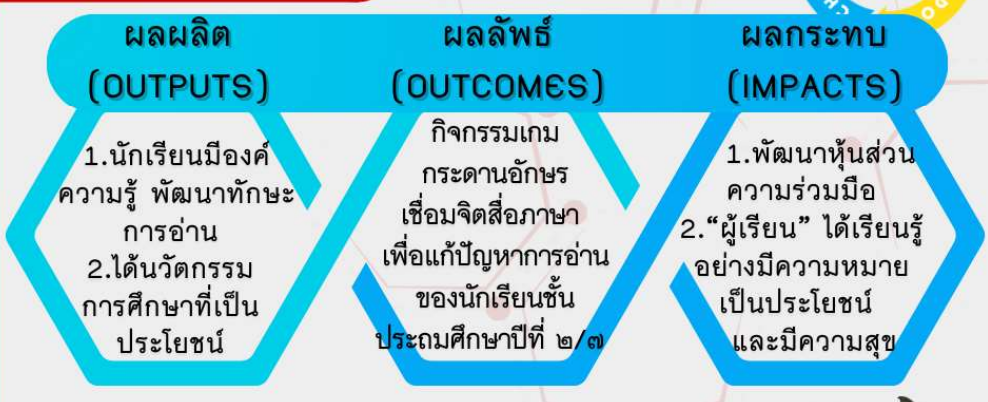 ผลผลิต
(OUTPUTS)
1.นักเรียนมีองค์
ความรู้ พัฒนาทักษะ
การอ่าน
2.ได้นวัตกรรม
การศึกษาที่เป็น
ประโยชน์
ผลลัพธ์
(OUTCOMES)
กิจกรรมเกม
กระดานอักษร
เชื่อมจิตสื่อภาษา
เพื่อแก้ปัญหาการอ่าน
ของนักเรียนชั้น
ประถมศึกษาปีที่ ๒/๗
ผลกระทบ
(IMPACTS)
1.พัฒนาหุ้นส่วน
ความร่วมมือ
2.“ผู้เรียน” ได้เรียนรู้
อย่างมีความหมาย
เป็นประโยชน์
และมีความสุข